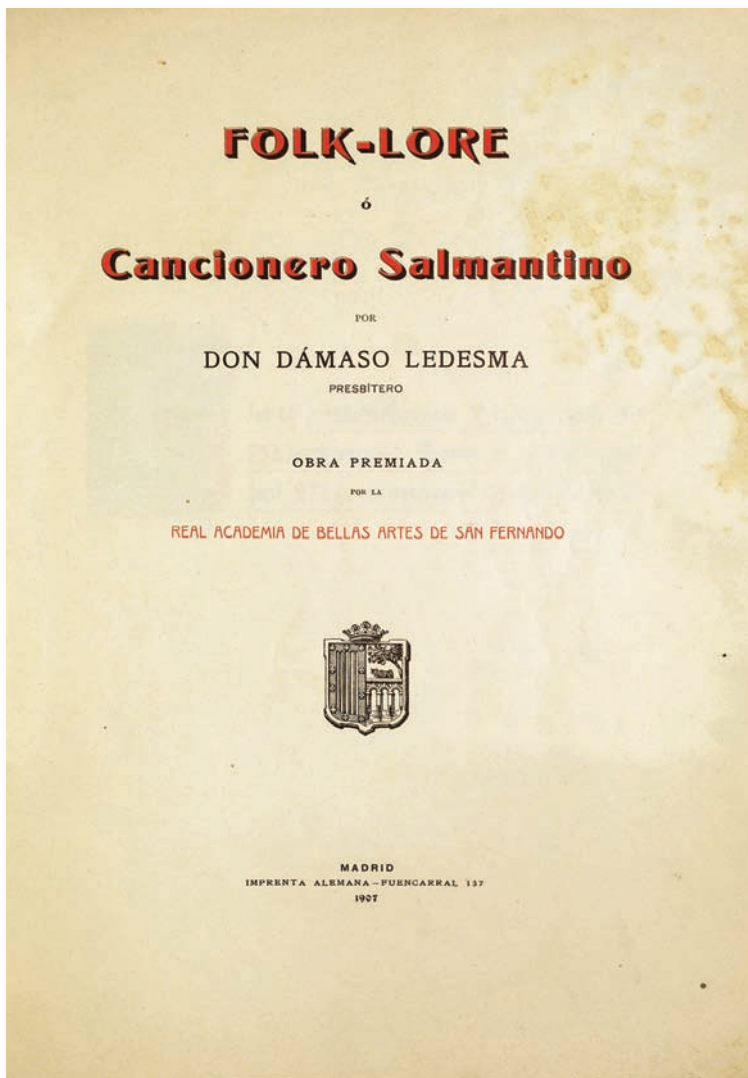 FOLK-LORE
ó
Cancionero Salmantino
POR
DON DÁMASO LEDESMA
PRESBÍTERO
OBRA PREMIADA
POR LA
REAL ACADEMIA DE BELLAS ARTES DE SAN FERNANDO
MADRID
IMPRENTA ALEMANA—FUENCARRAL 137
1907